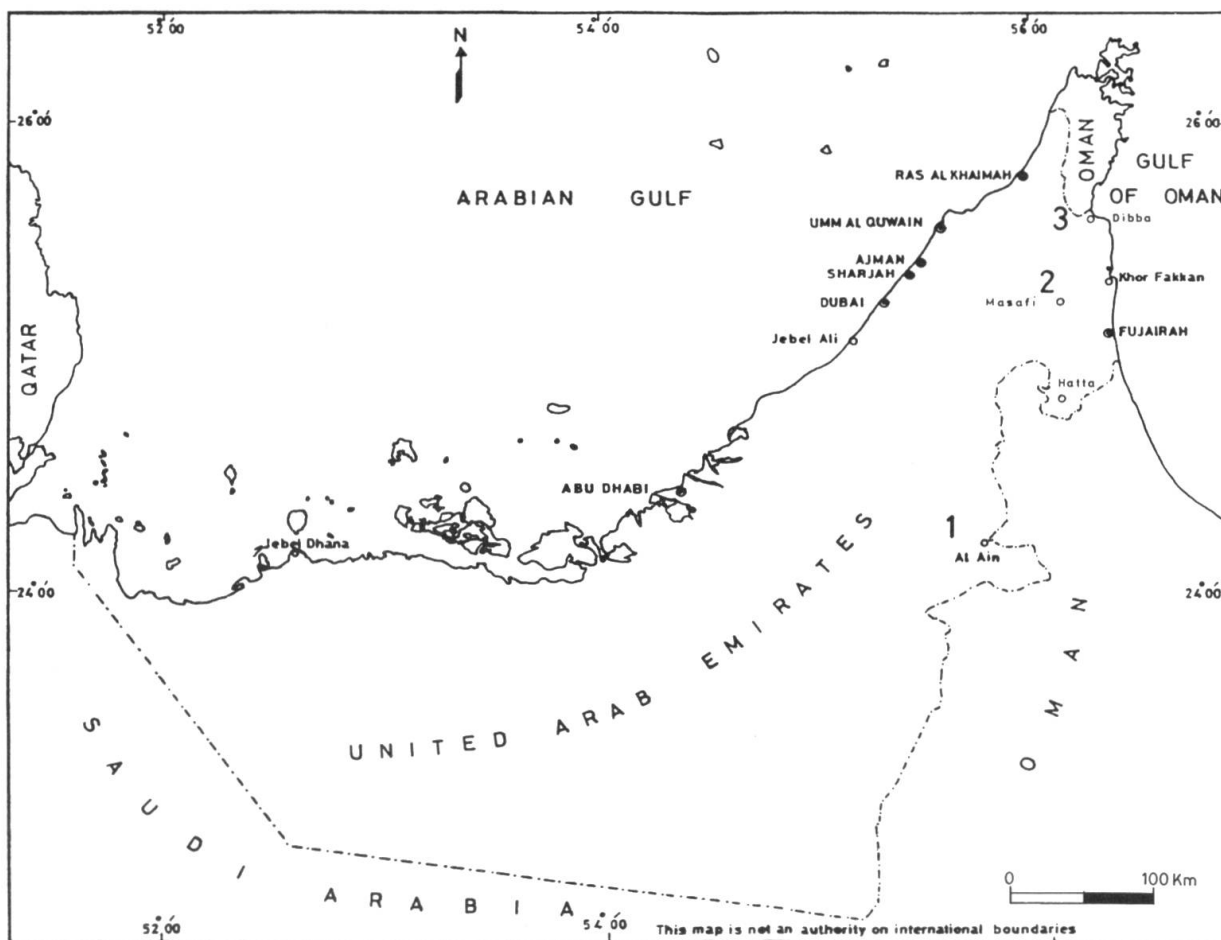 52°00'
54°00'
56°00'
N
26°00'
26°00'
OMAN
GULF
OF OMAN
RAS AL KHAIMAH
ARABIAN GULF
3
Dibba
UMM AL QUWAIN
AJMAN
SHARJAH
2
Khor Fakkan
Masafi
DUBAI
FUJAIRAH
Jebel Ali
QATAR
Hatta
ABU DHABI
1
Al Ain
Jebel Dhana
24°00'
24°00'
UNITED ARAB EMIRATES
OMAN
SAUDI ARABIA
0
100 Km
52°00'
54°00'
This map is not an authority on international boundaries